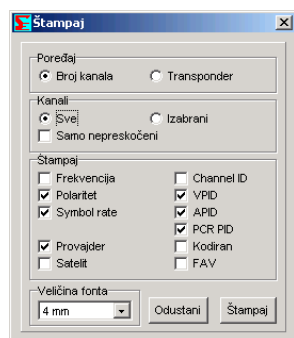 Štampaj
Poređaj
Broj kanala Transponder
Kanali
Sve Izabrani
Samo nepreskočeni
Štampaj
Frekvencija Channel ID
Polaritet VPID
Symbol rate APID
PCR PID
Provajder Kodiran
Satelit FAV
Veličina fonta
4 mm Odustani Štampaj